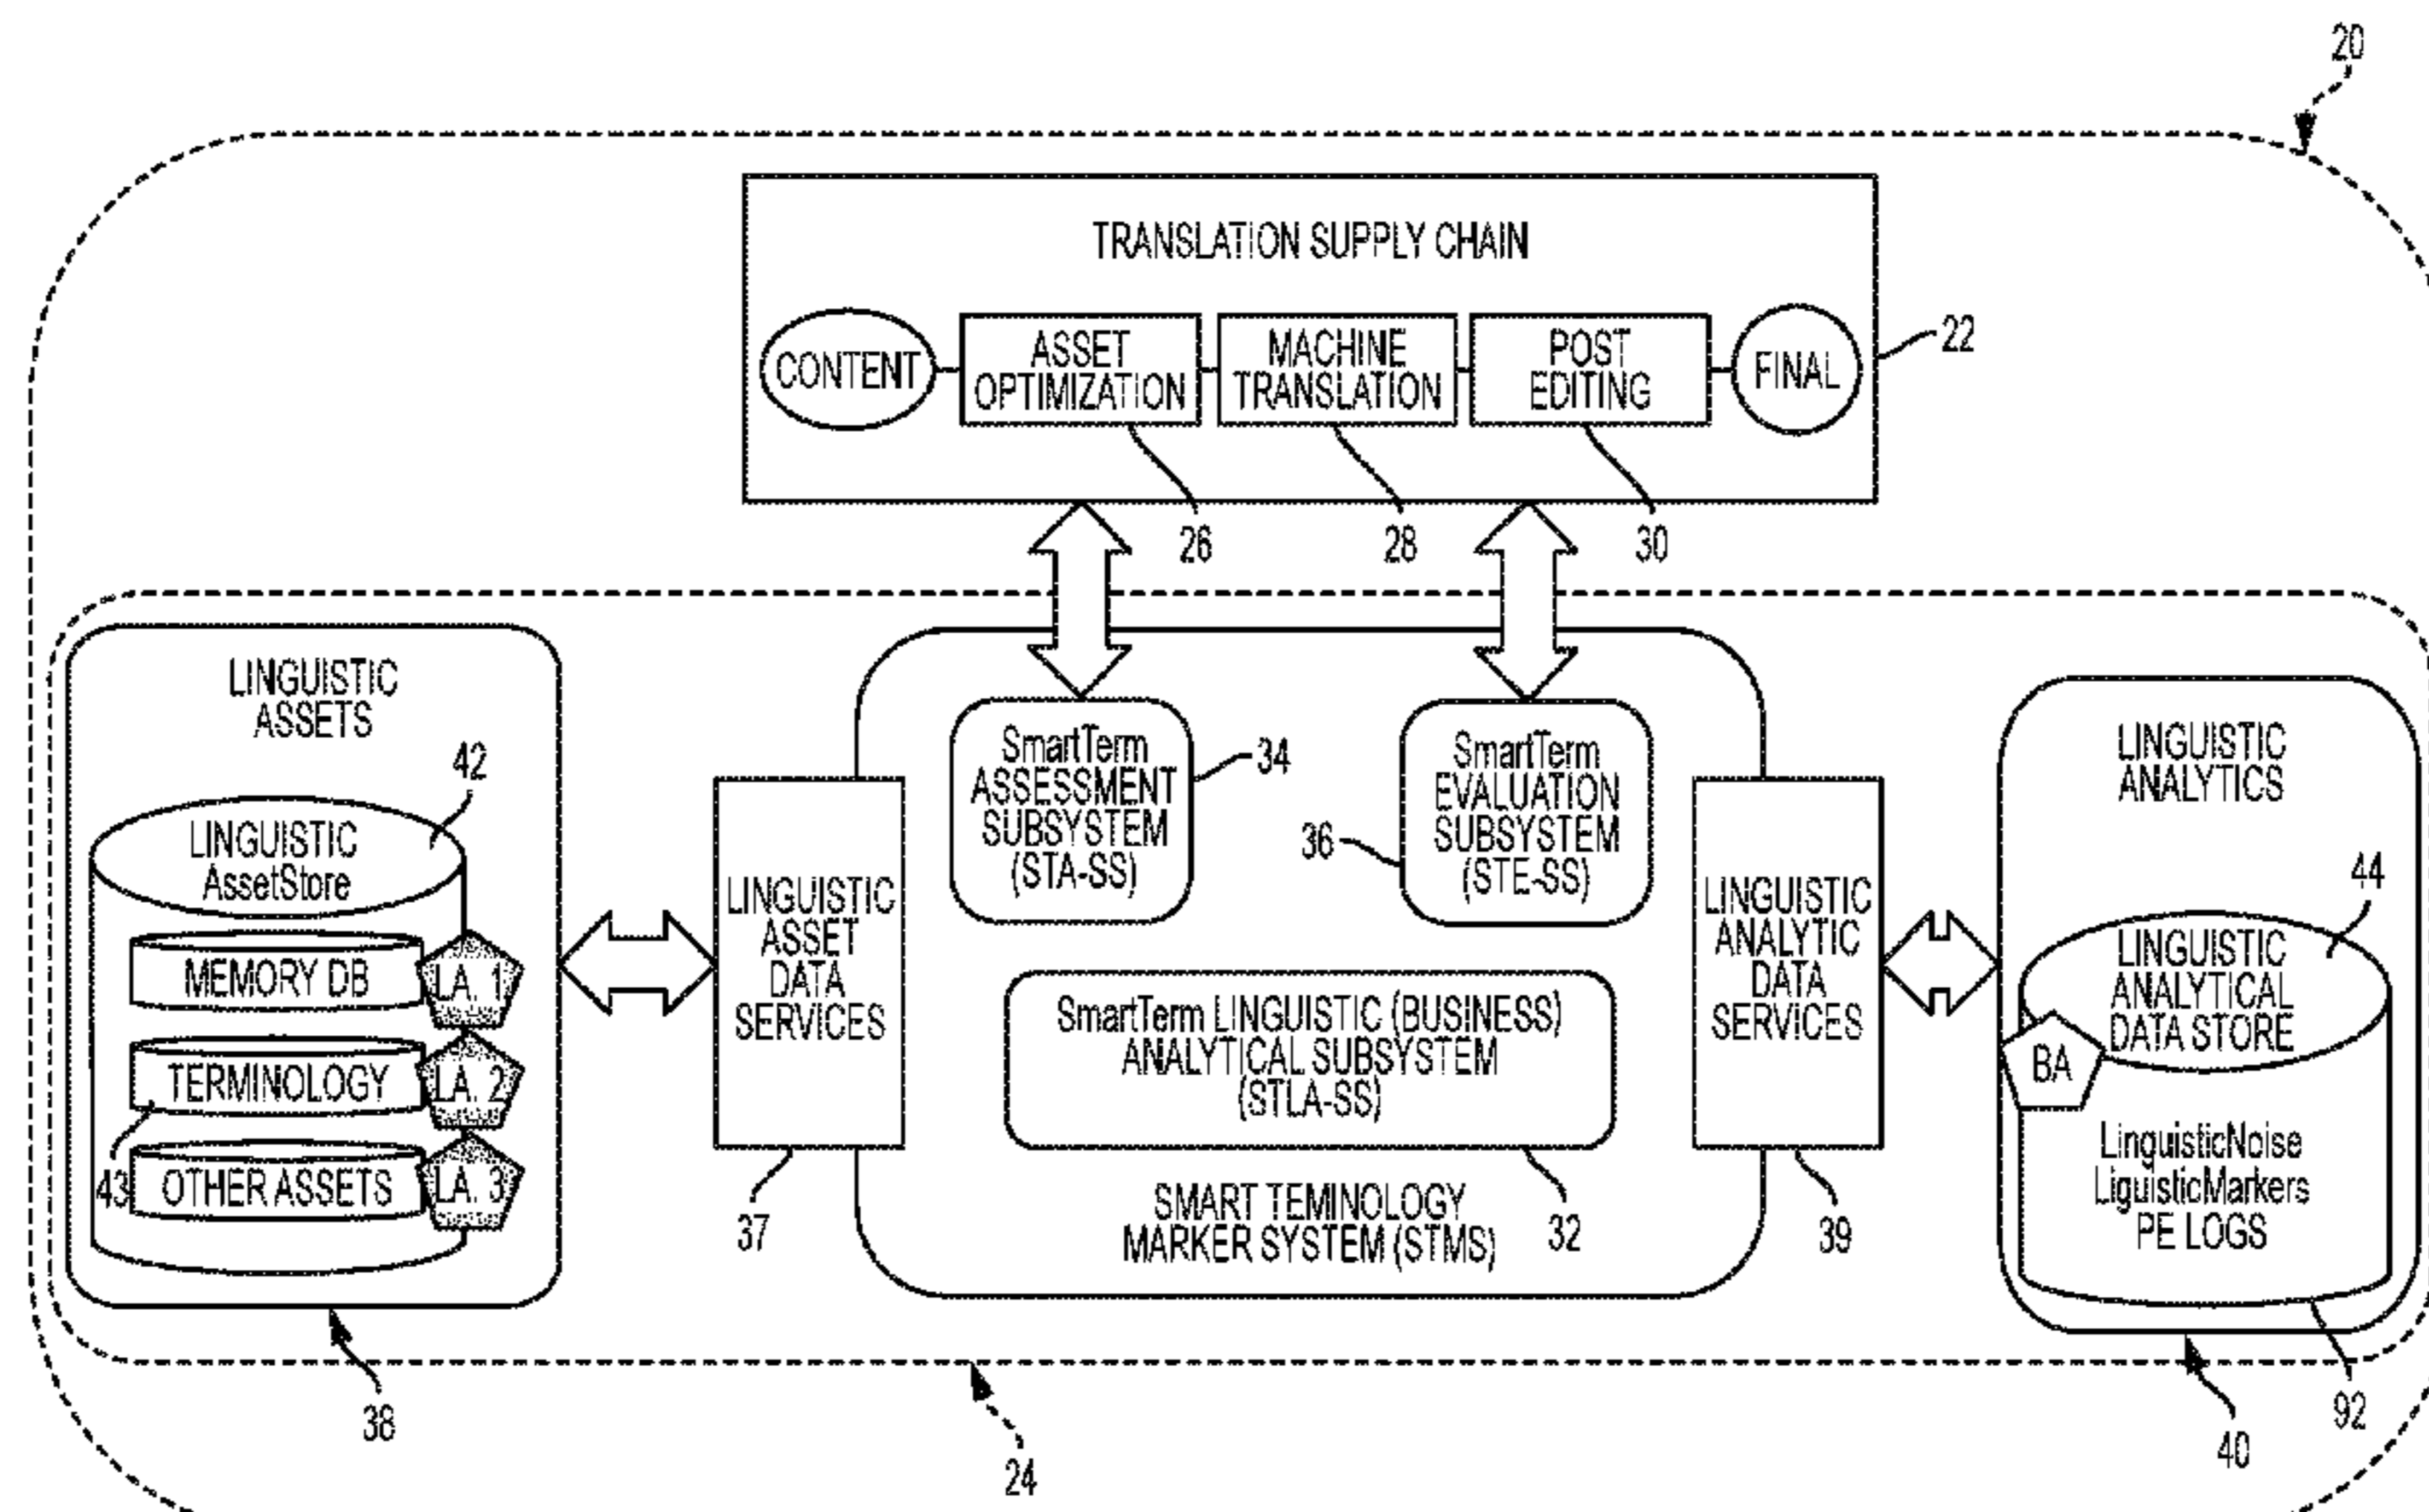 20
TRANSLATION SUPPLY CHAIN
CONTENT
ASSET
OPTIMIZATION
MACHINE
TRANSLATION
POST
EDITING
FINAL
22
26
28
30
LINGUISTIC
ASSETS
42
LINGUISTIC
AssetStore
MEMORY DB
LA. 1
TERMINOLOGY
LA. 2
43
OTHER ASSETS
LA. 3
38
LINGUISTIC
ASSET
DATA
SERVICES
37
SmartTerm
ASSESSMENT
SUBSYSTEM
(STA-SS)
34
SmartTerm
EVALUATION
SUBSYSTEM
(STE-SS)
36
SmartTerm LINGUISTIC (BUSINESS)
ANALYTICAL SUBSYSTEM
(STLA-SS)
32
SMART TEMINOLOGY
MARKER SYSTEM (STMS)
LINGUISTIC
ANALYTIC
DATA
SERVICES
39
LINGUISTIC
ANALYTICS
44
LINGUISTIC
ANALYTICAL
DATA STORE
BA
LinguisticNoise
LiguisticMarkers
PE LOGS
92
40
24